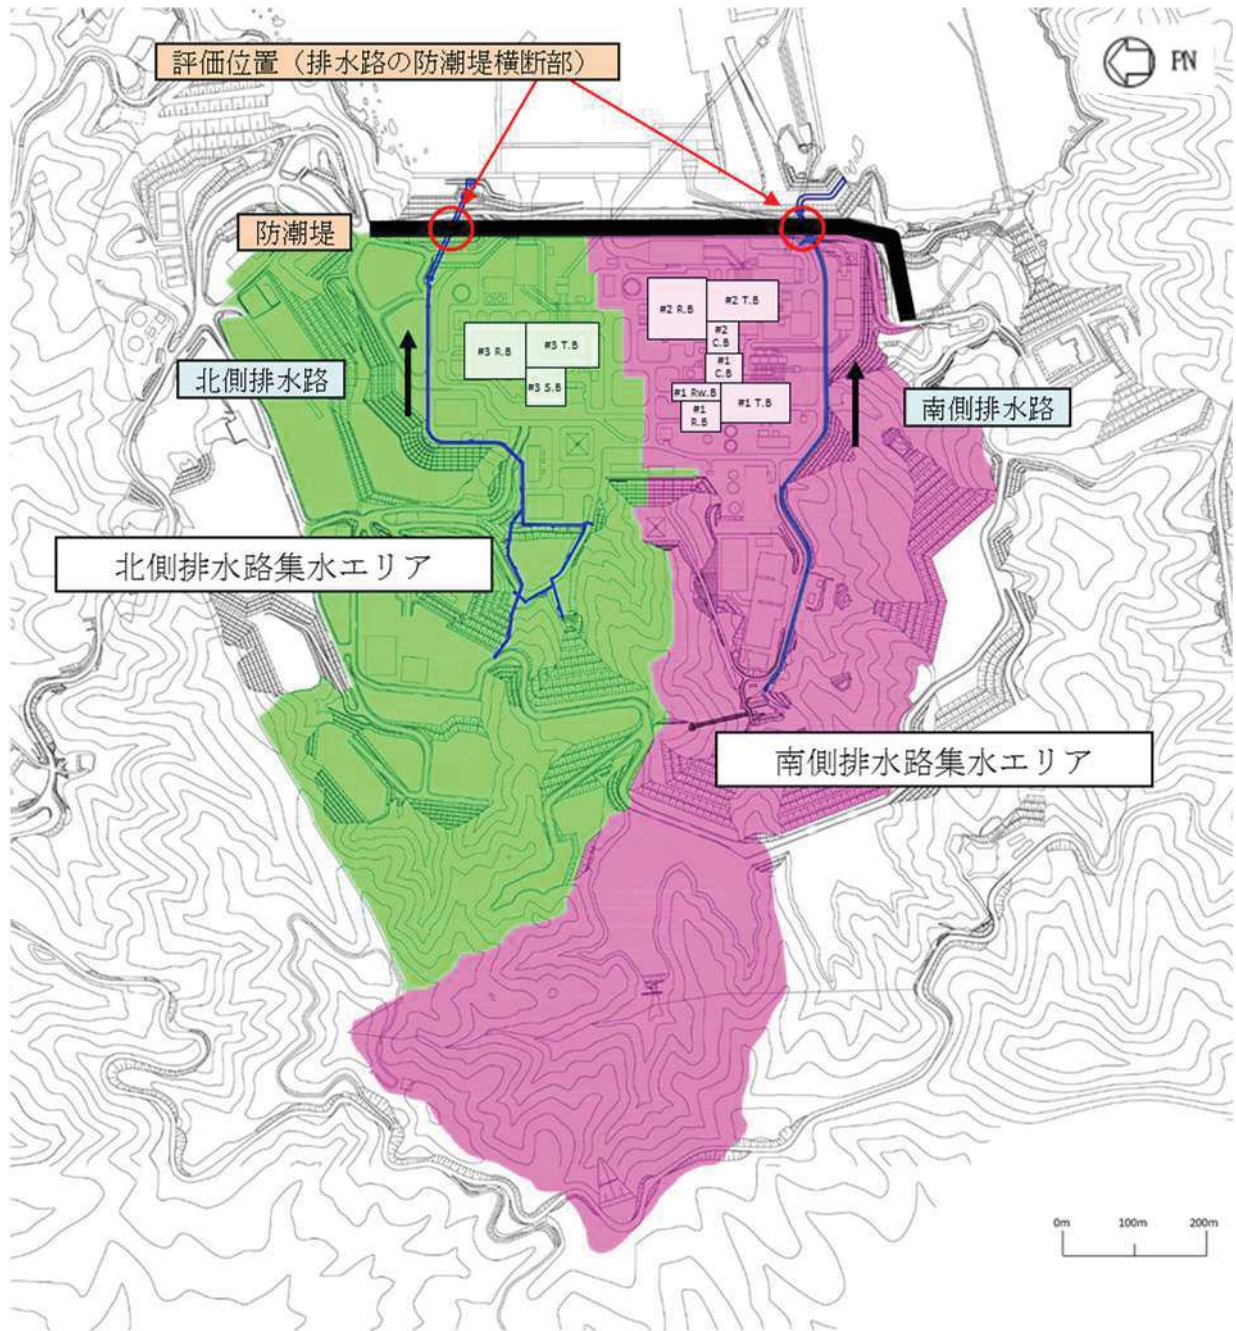 評価位置（排水路の防潮堤横断部）
PN
防潮堤
#2 R.B
#2 T.B
#2
C.B
#1
C.B
#3 R.B
#3 T.B
#3 S.B
#1 Rw.B
#1
R.B
#1 T.B
北側排水路
南側排水路
北側排水路集水エリア
南側排水路集水エリア
0m
100m
200m